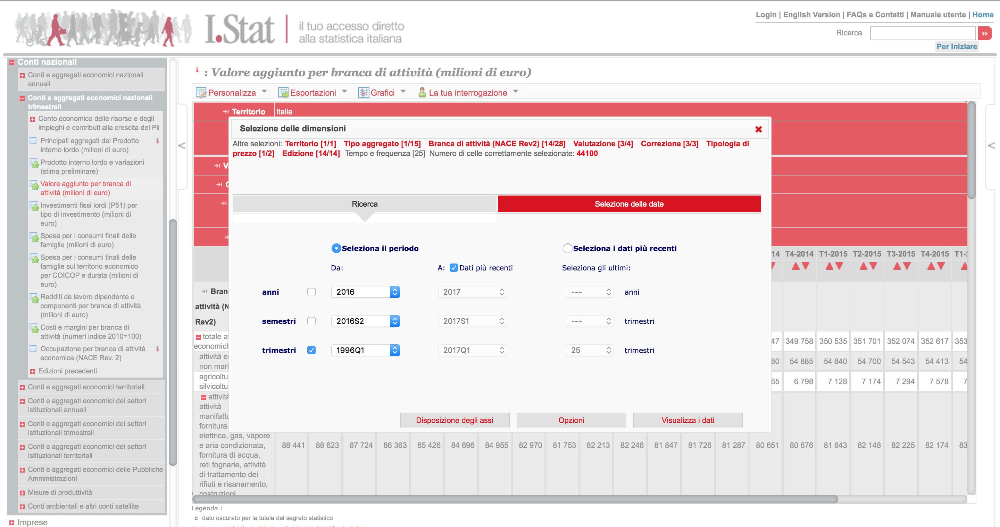 Login | English Version | FAQs e Contatti | Manuale utente | Home
I.Stat
il tuo accesso diretto
alla statistica italiana
Ricerca
»
Per Iniziare
Conti nazionali
Conti e aggregati economici nazionali
annuali
Conti e aggregati economici nazionali
trimestrali
Conto economico delle risorse e degli
impieghi e contributi alla crescita del Pil
Principali aggregati del Prodotto
interno lordo (milioni di euro)
Prodotto interno lordo e variazioni
(stima preliminare)
Valore aggiunto per branca di
attività (milioni di euro)
Investimenti fissi lordi (P51) per
tipo di investimento (milioni di
euro)
Spesa per i consumi finali delle
famiglie (milioni di euro)
Spesa per i consumi finali delle
famiglie sul territorio economico
per COICOP e durata (milioni di
euro)
Redditi da lavoro dipendente e
componenti per branca di attività
(milioni di euro)
Costi e margini per branca di
attività (numeri indice 2010=100)
Occupazione per branca di attività
economica (NACE Rev. 2)
Edizioni precedenti
Conti e aggregati economici territoriali
Conti e aggregati economici dei settori
istituzionali annuali
Conti e aggregati economici dei settori
istituzionali trimestrali
Conti e aggregati economici dei settori
istituzionali territoriali
Conti e aggregati economici delle Pubbliche
Amministrazioni
Misure di produttività
Conti ambientali e altri conti satellite
Imprese
i : Valore aggiunto per branca di attività (milioni di euro)
Personalizza Esportazioni Grafici La tua interrogazione
Territorio Italia
Selezione delle dimensioni
Altre selezioni: Territorio [1/1] Tipo aggregato [1/15] Branca di attività (NACE Rev2) [14/28] Valutazione [3/4] Correzione [3/3] Tipologia di
prezzo [1/2] Edizione [14/14] Tempo e frequenza [25] Numero di celle correttamente selezionate: 44100
Ricerca Selezione delle date
Seleziona il periodo Seleziona i dati più recenti
Da: A: Dati più recenti Seleziona gli ultimi:
anni 2016 2017 --- anni
semestri 2016S2 2017S1 --- trimestri
trimestri 1996Q1 2017Q1 25 trimestri
Disposizione degli assi Opzioni Visualizza i dati
14 T4-2014 T1-2015 T2-2015 T3-2015 T4-2015 T1-
Bran
attività (N
Rev2)
totale a
economich
47 349 758 350 535 351 701 352 074 352 617 353
attività e
non mar
80 54 885 54 840 54 700 54 543 54 413 54
agricoltu
silvicoltu
65 6 798 7 128 7 174 7 294 7 578 7
attività
attività
manifattu
fornitura
elettrica, gas, vapore
e aria condizionata,
fornitura di acqua,
reti fognarie, attività
di trattamento dei
rifiuti e risanamento,
costruzioni
88 441 88 623 87 724 86 363 85 426 84 696 84 955 82 970 81 753 82 213 82 248 81 847 81 726 81 287 80 651 80 676 81 643 82 148 82 225 82 174 83
Legenda :
c dato oscurato per la tutela del segreto statistico